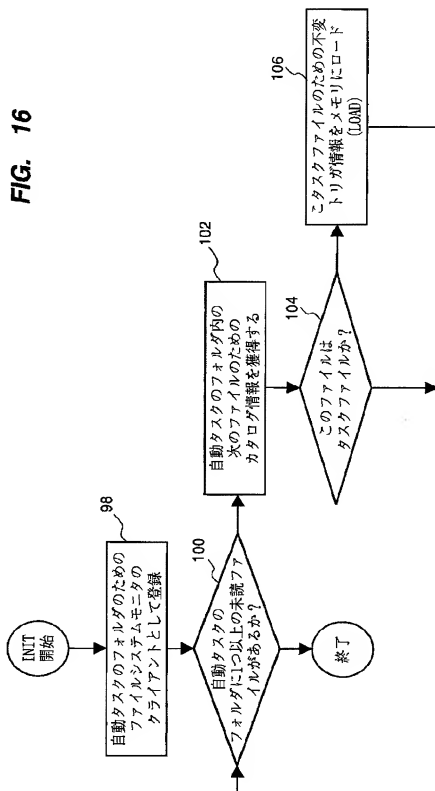 FIG. 16
INIT
開始
98
自動タスクのフォルダのための
ファイルシステムモニタの
クライアントとして登録
100
自動タスクの
フォルダに1つ以上の未読ファ
イルがあるか?
終了
102
自動タスクのフォルダ内の
次のファイルのための
カタログ情報を獲得する
104
このファイルは
タスクファイルか?
106
こタスクファイルのための不変
トリガ情報をメモリにロード
(LOAD)